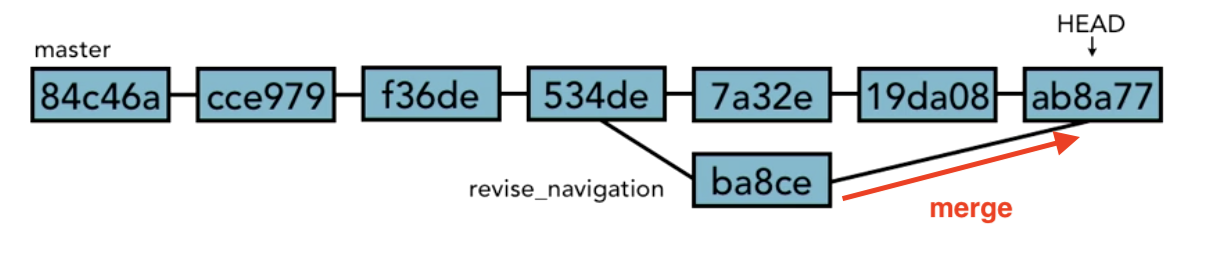 HEAD
master
84c46a
cce979
f36de
534de
7a32e
19da08
ab8a77
revise_navigation
ba8ce
merge